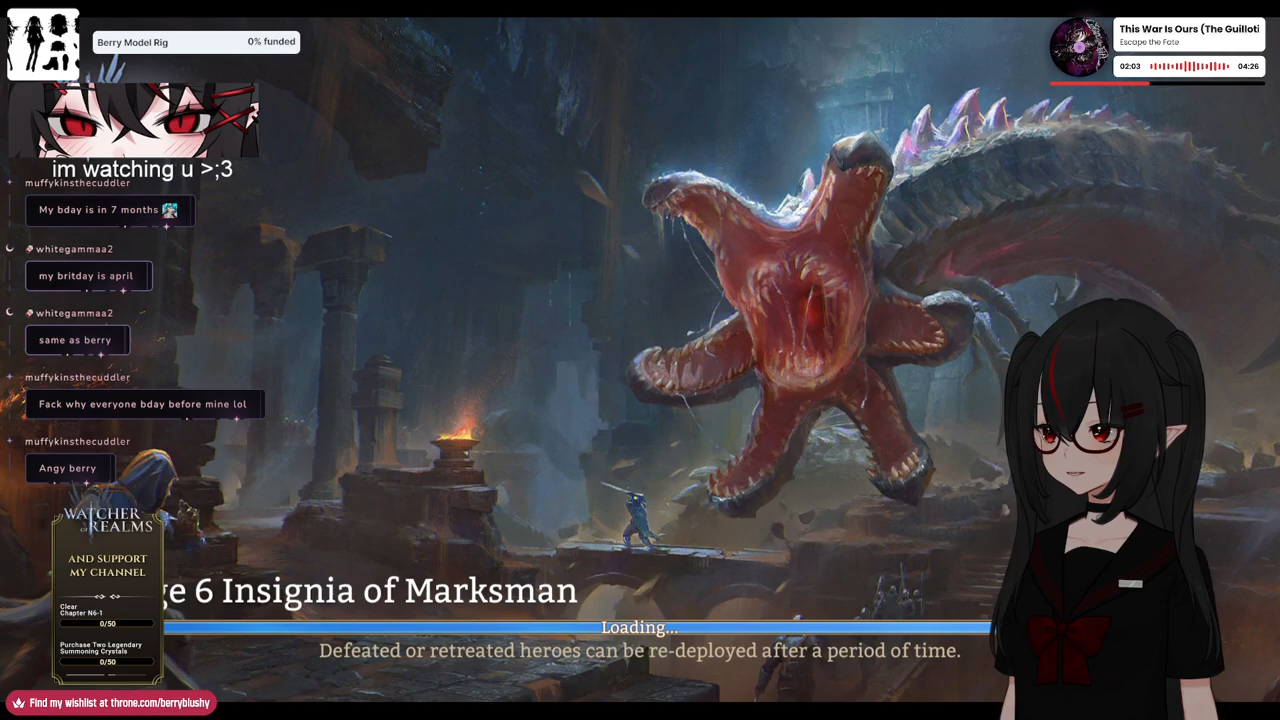 Berry Model Rig 0% funded
This War Is Ours (The Guilloti
Escape the Fate
02:03 04:26
im watching u >;3
muffykinsthecuddler
My bday is in 7 months
whitegammaa2
my britday is april
whitegammaa2
same as berry
muffykinsthecuddler
Fack why everyone bday before mine lol
muffykinsthecuddler
Angy berry
WATCHER
OF REALMS
AND SUPPORT
MY CHANNEL
Clear
Chapter N6-1
0/50
Purchase Two Legendary
Summoning Crystals
0/50
ge 6 Insignia of Marksman
Loading...
Defeated or retreated heroes can be re-deployed after a period of time.
Find my wishlist at throne.com/berryblushy